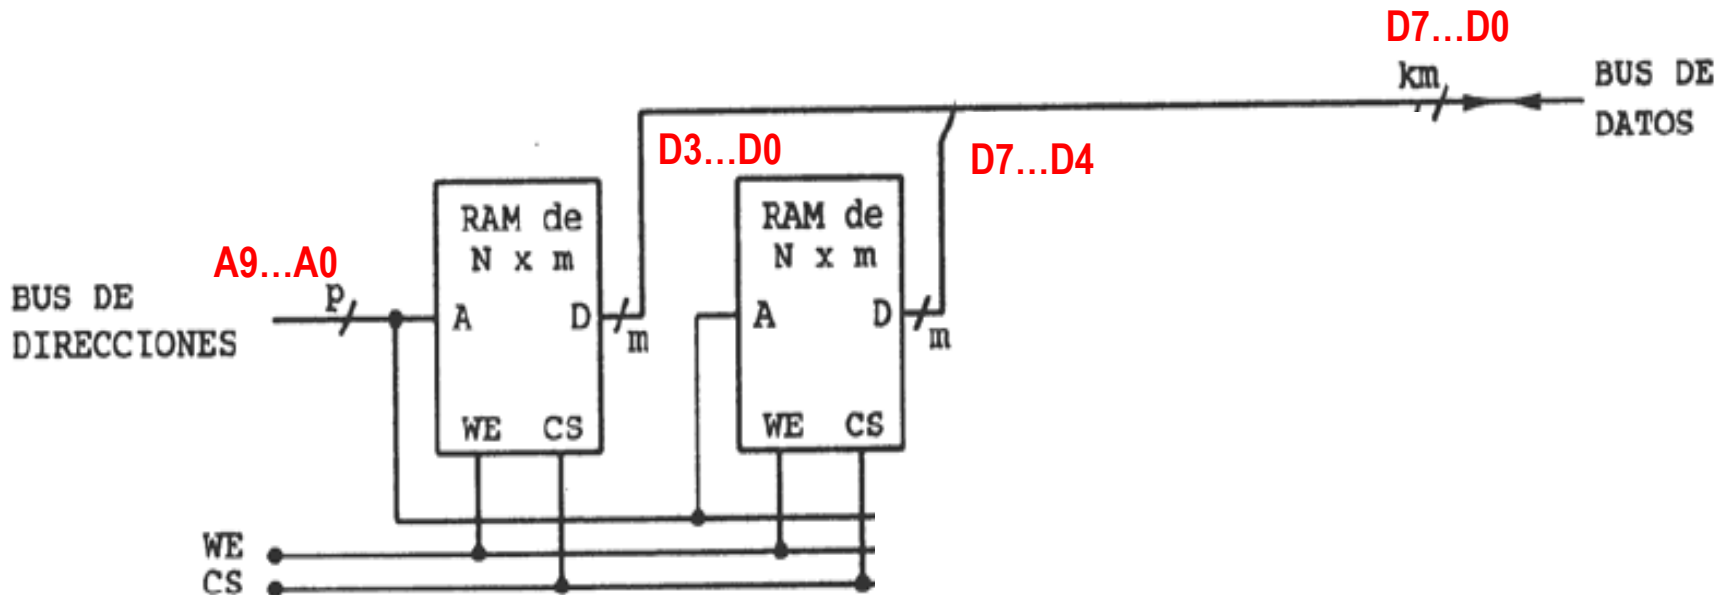 D7...D0
km
BUS DE
DATOS
D3...D0
D7...D4
RAM de
N x m
RAM de
N x m
A9...A0
p
BUS DE
DIRECCIONES
A
D
m
A
D
m
WE CS
WE CS
WE
CS